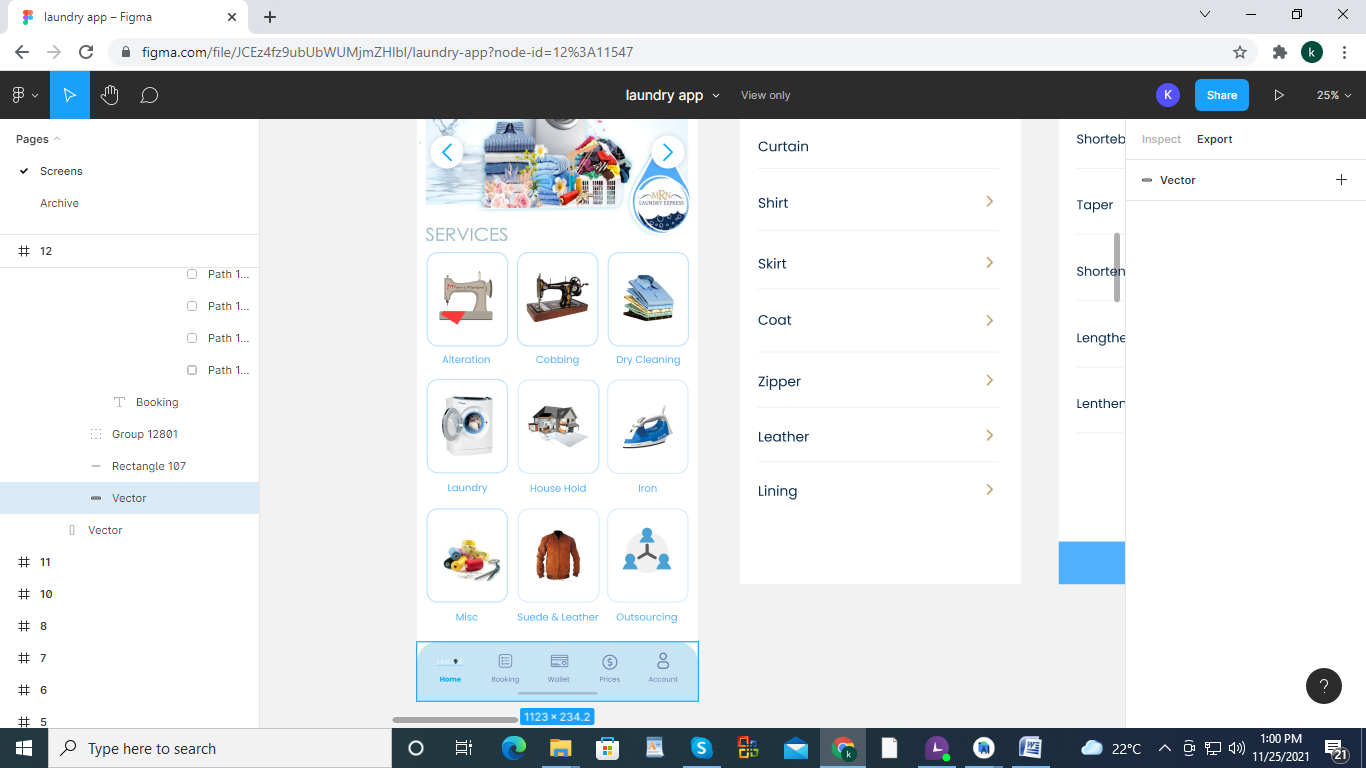 laundry app – Figma
figma.com/file/JCEz4fz9ubUbWUMjmZHIbI/laundry-app?node-id=12%3A11547
k
laundry app
View only
K
Share
25%
Pages
Screens
Archive
12
Path 1...
Path 1...
Path 1...
Path 1...
Booking
Group 12801
Rectangle 107
Vector
Vector
11
10
8
7
6
5
MRN
LAUNDRY EXPRESS
SERVICES
Alteration
Cobbing
Dry Cleaning
Laundry
House Hold
Iron
Misc
Suede & Leather
Outsourcing
Home
Booking
Wallet
Prices
Account
1123 × 234.2
Curtain
Shirt
Skirt
Coat
Zipper
Leather
Lining
Shorteb
Taper
Shorten
Lengthe
Lenthen
Inspect
Export
Vector
?
Type here to search
22°C
1:00 PM
11/25/2021
21